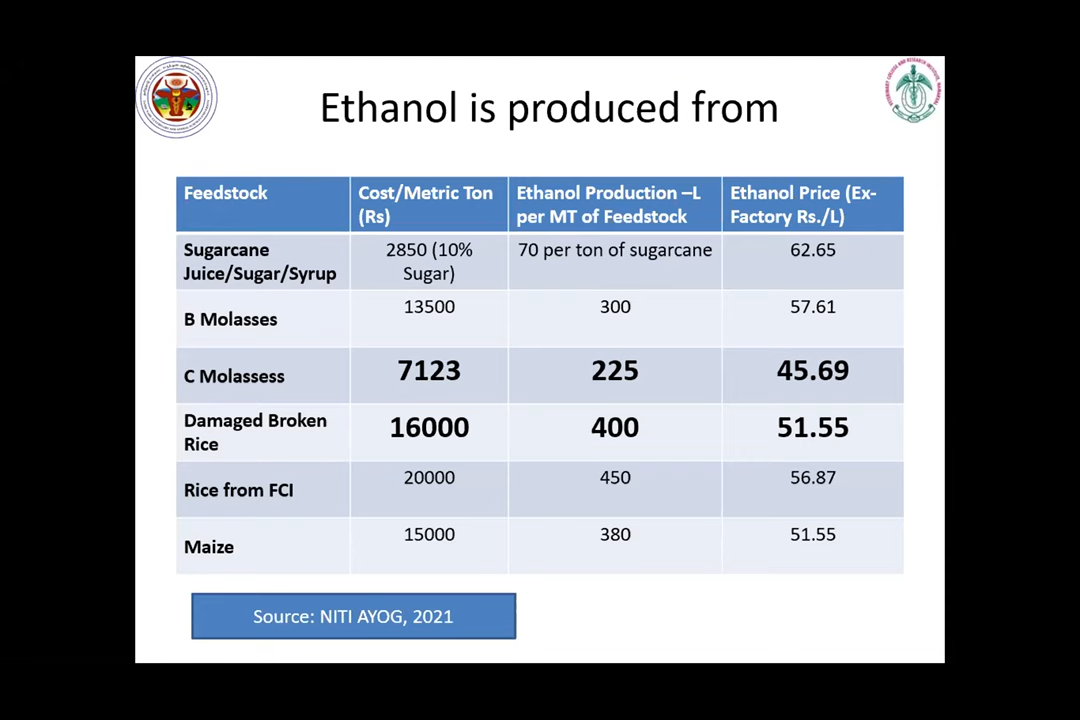 Ethanol is produced from
Feedstock
Cost/Metric Ton
(Rs)
Ethanol Production –L
per MT of Feedstock
Ethanol Price (Ex-
Factory Rs./L)
Sugarcane
Juice/Sugar/Syrup
2850 (10%
Sugar)
70 per ton of sugarcane
62.65
B Molasses
13500
300
57.61
C Molassess
7123
225
45.69
Damaged Broken
Rice
16000
400
51.55
Rice from FCI
20000
450
56.87
Maize
15000
380
51.55
Source: NITI AYOG, 2021